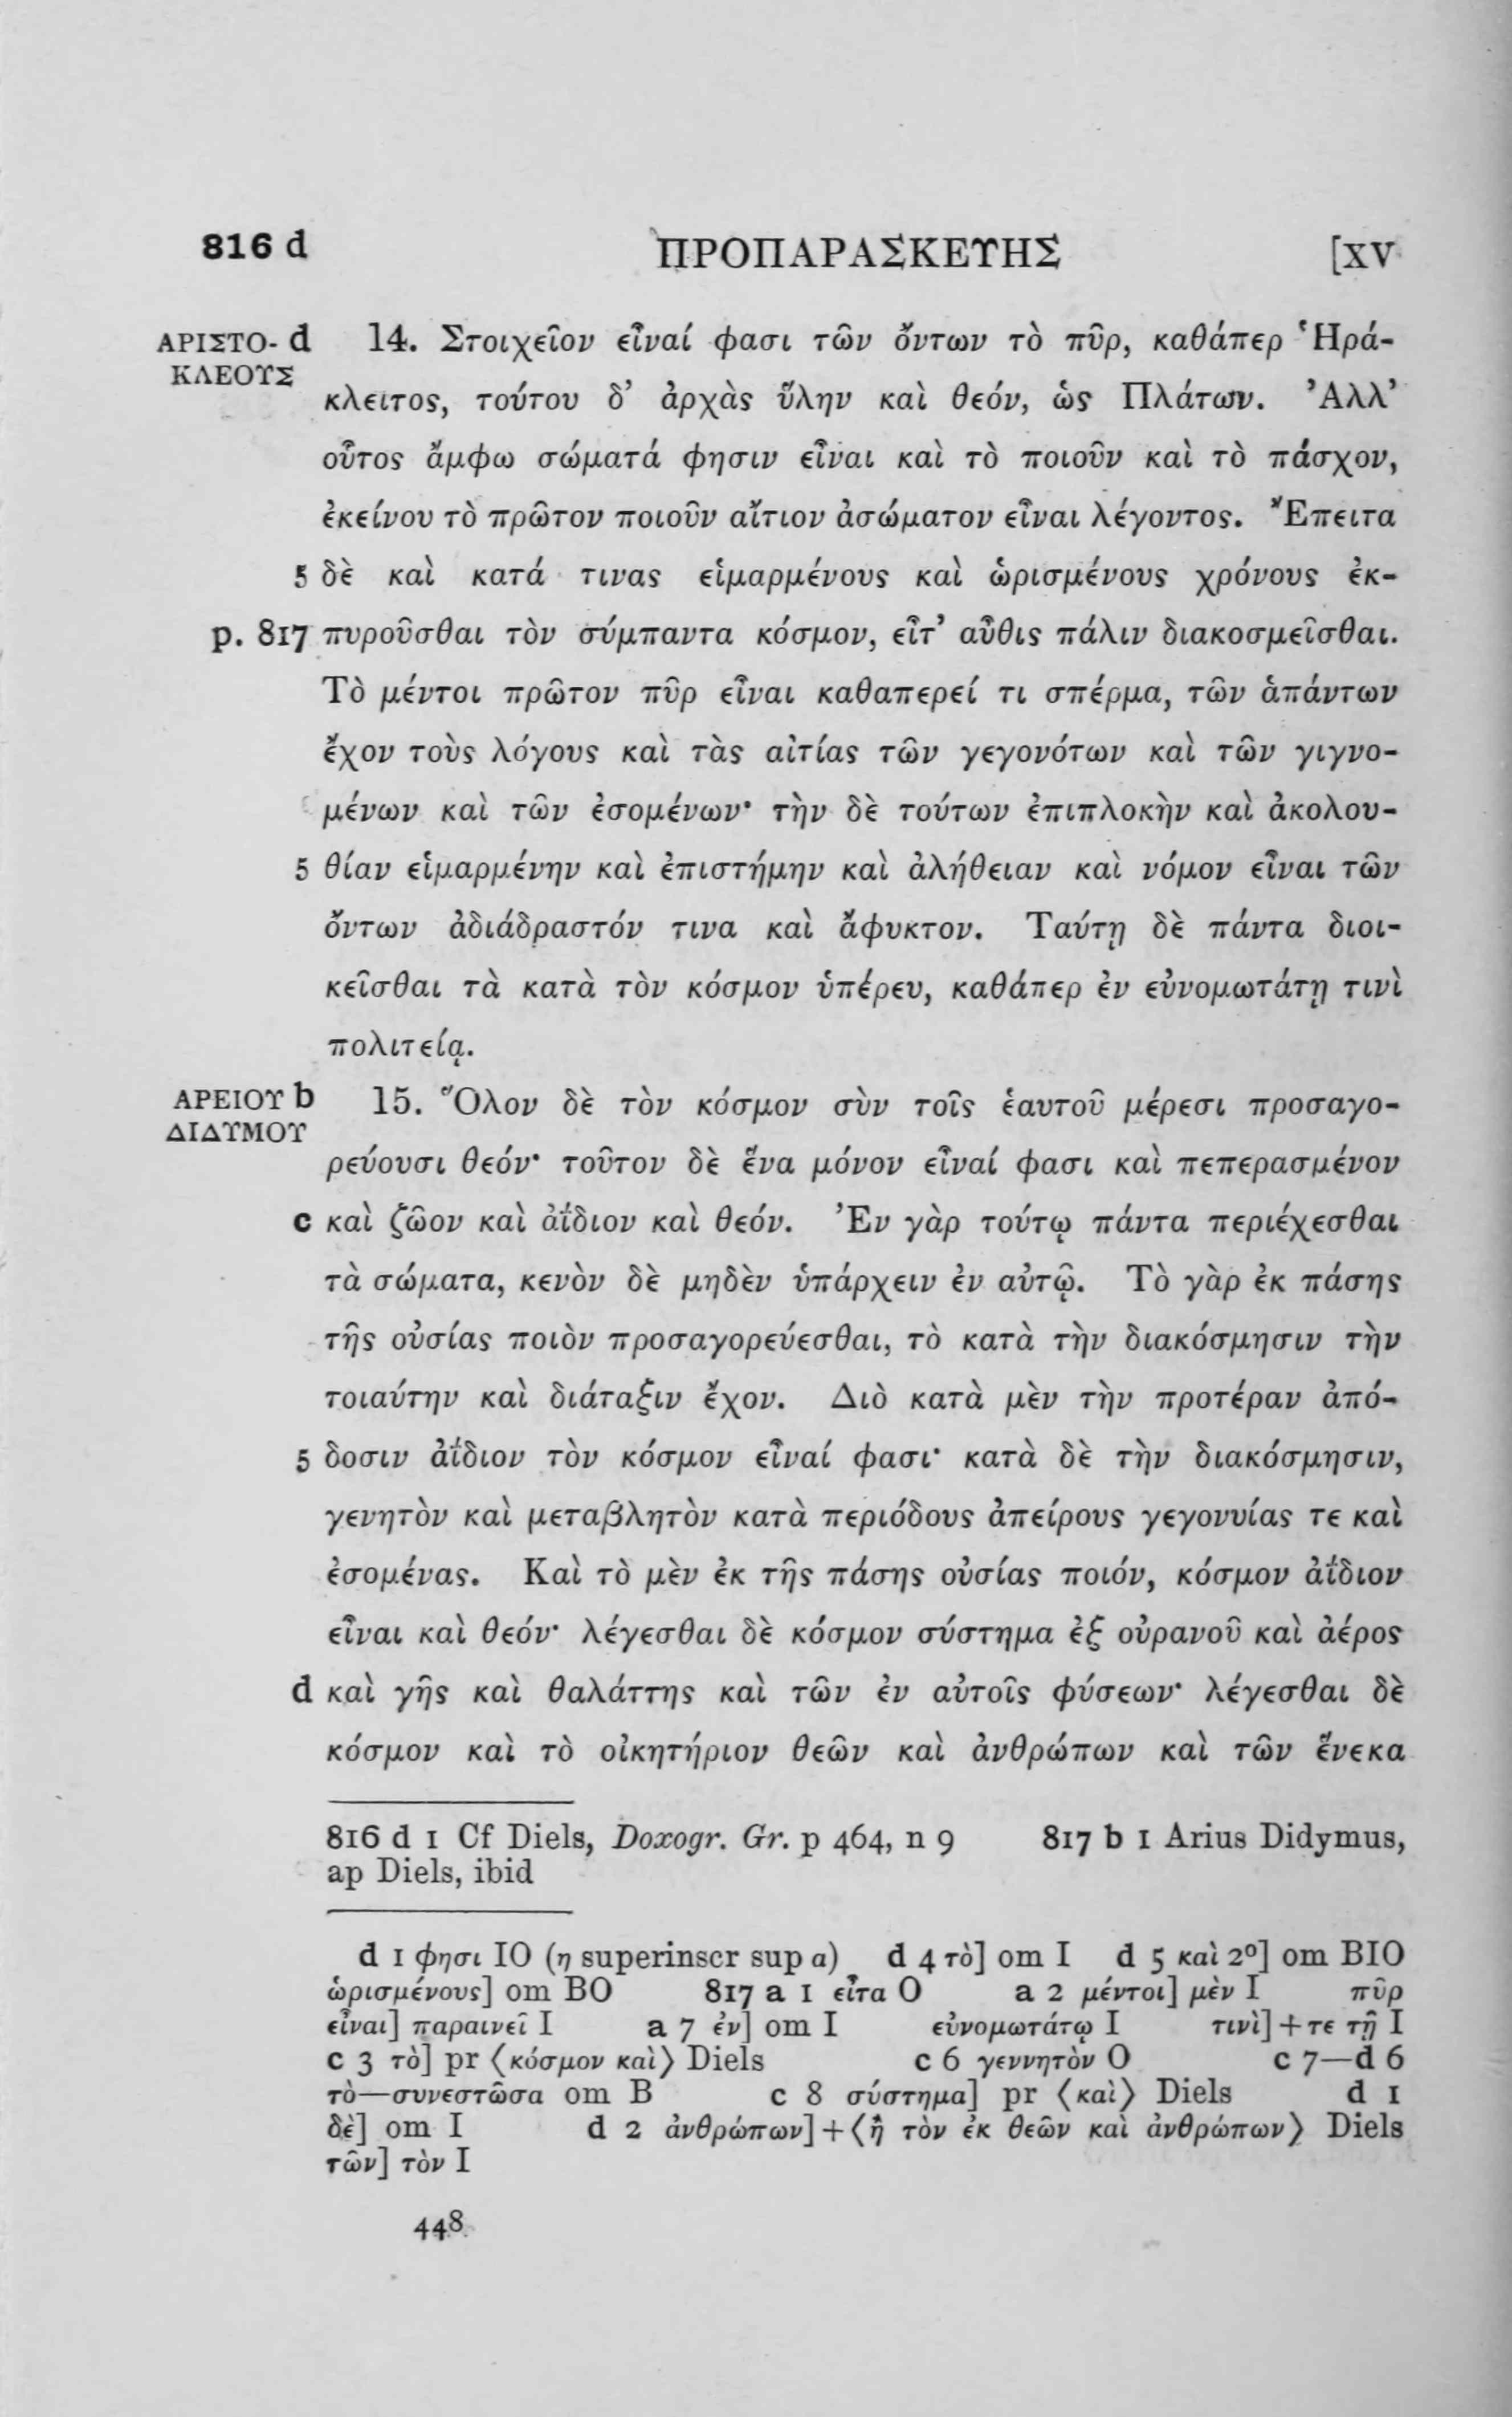 816 d ΠΡΟΠΑΡΑΣΚΕΥΗΣ [XV
ΑΡΙΣΤΟ- d 14. Στοιχεῖον εἶναί φασι τῶν ὄντων τὸ πῦρ, καθάπερ Ἡρά-
ΚΛΕΟΥΣ
κλειτος, τούτου δ’ ἀρχὰς ὕλην καὶ θεόν, ὡς Πλάτων. Ἀλλ’
οὗτος ἄμφω σώματά φησιν εἶναι καὶ τὸ ποιοῦν καὶ τὸ πάσχον,
ἐκείνου τὸ πρῶτον ποιοῦν αἴτιον ἀσώματον εἶναι λέγοντος. Ἔπειτα
5 δὲ καὶ κατά τινας εἱμαρμένους καὶ ὡρισμένους χρόνους ἐκ-
p. 817 πυροῦσθαι τὸν σύμπαντα κόσμον, εἶτ’ αὖθις πάλιν διακοσμεῖσθαι.
Τὸ μέντοι πρῶτον πῦρ εἶναι καθαπερεί τι σπέρμα, τῶν ἁπάντων
ἔχον τοὺς λόγους καὶ τὰς αἰτίας τῶν γεγονότων καὶ τῶν γιγνο-
μένων καὶ τῶν ἐσομένων· τὴν δὲ τούτων ἐπιπλοκὴν καὶ ἀκολου-
5 θίαν εἱμαρμένην καὶ ἐπιστήμην καὶ ἀλήθειαν καὶ νόμον εἶναι τῶν
ὄντων ἀδιάδραστόν τινα καὶ ἄφυκτον. Ταύτῃ δὲ πάντα διοι-
κεῖσθαι τὰ κατὰ τὸν κόσμον ὑπέρευ, καθάπερ ἐν εὐνομωτάτῃ τινὶ
πολιτείᾳ.
ΑΡΕΙΟΥ b 15. Ὅλον δὲ τὸν κόσμον σὺν τοῖς ἑαυτοῦ μέρεσι προσαγο-
ΔΙΔΥΜΟΥ
ρεύουσι θεόν· τοῦτον δὲ ἕνα μόνον εἶναί φασι καὶ πεπερασμένον
c καὶ ζῶον καὶ ἀΐδιον καὶ θεόν. Ἐν γὰρ τούτῳ πάντα περιέχεσθαι
τὰ σώματα, κενὸν δὲ μηδὲν ὑπάρχειν ἐν αὐτῷ. Τὸ γὰρ ἐκ πάσης
τῆς οὐσίας ποιὸν προσαγορεύεσθαι, τὸ κατὰ τὴν διακόσμησιν τὴν
τοιαύτην καὶ διάταξιν ἔχον. Διὸ κατὰ μὲν τὴν προτέραν ἀπό-
5 δοσιν ἀΐδιον τὸν κόσμον εἶναί φασι· κατὰ δὲ τὴν διακόσμησιν,
γενητὸν καὶ μεταβλητὸν κατὰ περιόδους ἀπείρους γεγονυίας τε καὶ
ἐσομένας. Καὶ τὸ μὲν ἐκ τῆς πάσης οὐσίας ποιόν, κόσμον ἀΐδιον
εἶναι καὶ θεόν· λέγεσθαι δὲ κόσμον σύστημα ἐξ οὐρανοῦ καὶ ἀέρος
d καὶ γῆς καὶ θαλάττης καὶ τῶν ἐν αὐτοῖς φύσεων· λέγεσθαι δὲ
κόσμον καὶ τὸ οἰκητήριον θεῶν καὶ ἀνθρώπων καὶ τῶν ἕνεκα
816 d 1 Cf Diels, Doxogr. Gr. p 464, n 9 817 b 1 Arius Didymus,
ap Diels, ibid
d 1 φησι IO (η superinscr sup α) d 4 τὸ] om I d 5 καὶ 2º] om BIO
ὡρισμένους] om BO 817 a 1 εἶτα O a 2 μέντοι] μὲν I πῦρ
εἶναι] παραινεῖ I a 7 ἐν] om I εὐνομωτάτῳ I τινὶ] + τε τῇ I
c 3 τὸ] pr ⟨κόσμον καὶ⟩ Diels c 6 γεννητὸν O c 7—d 6
τὸ—συνεστῶσα om B c 8 σύστημα] pr ⟨καὶ⟩ Diels d 1
δὲ] om I d 2 ἀνθρώπων] + ⟨ἢ τὸν ἐκ θεῶν καὶ ἀνθρώπων⟩ Diels
τῶν] τὸν I
448